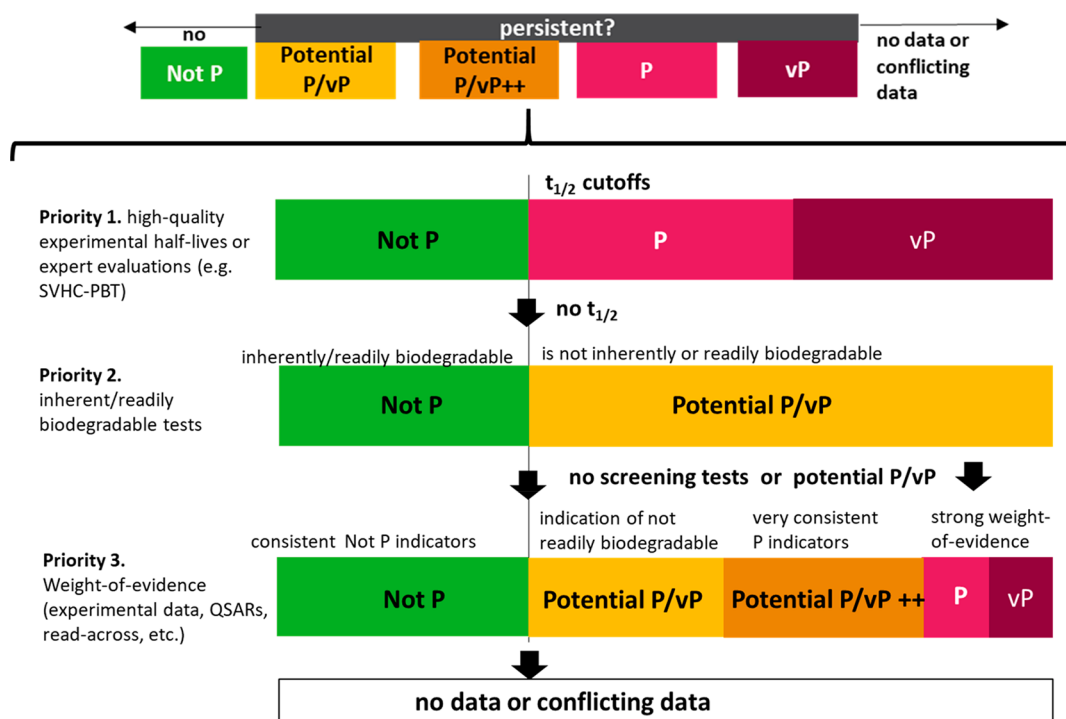 no
persistent?
Not P
Potential
P/vP
Potential
P/vP++
P
vP
no data or
conflicting
data
t1/2 cutoffs
Priority 1. high-quality
experimental half-lives or
expert evaluations (e.g.
SVHC-PBT)
Not P
P
vP
no t1/2
inherently/readily biodegradable
is not inherently or readily biodegradable
Priority 2.
inherent/readily
biodegradable tests
Not P
Potential P/vP
no screening tests or potential P/vP
consistent Not P indicators
indication of not
readily biodegradable
very consistent
P indicators
strong weight-
of-evidence
Priority 3.
Weight-of-evidence
(experimental data, QSARs,
read-across, etc.)
Not P
Potential P/vP
Potential P/vP ++
P
vP
no data or conflicting data